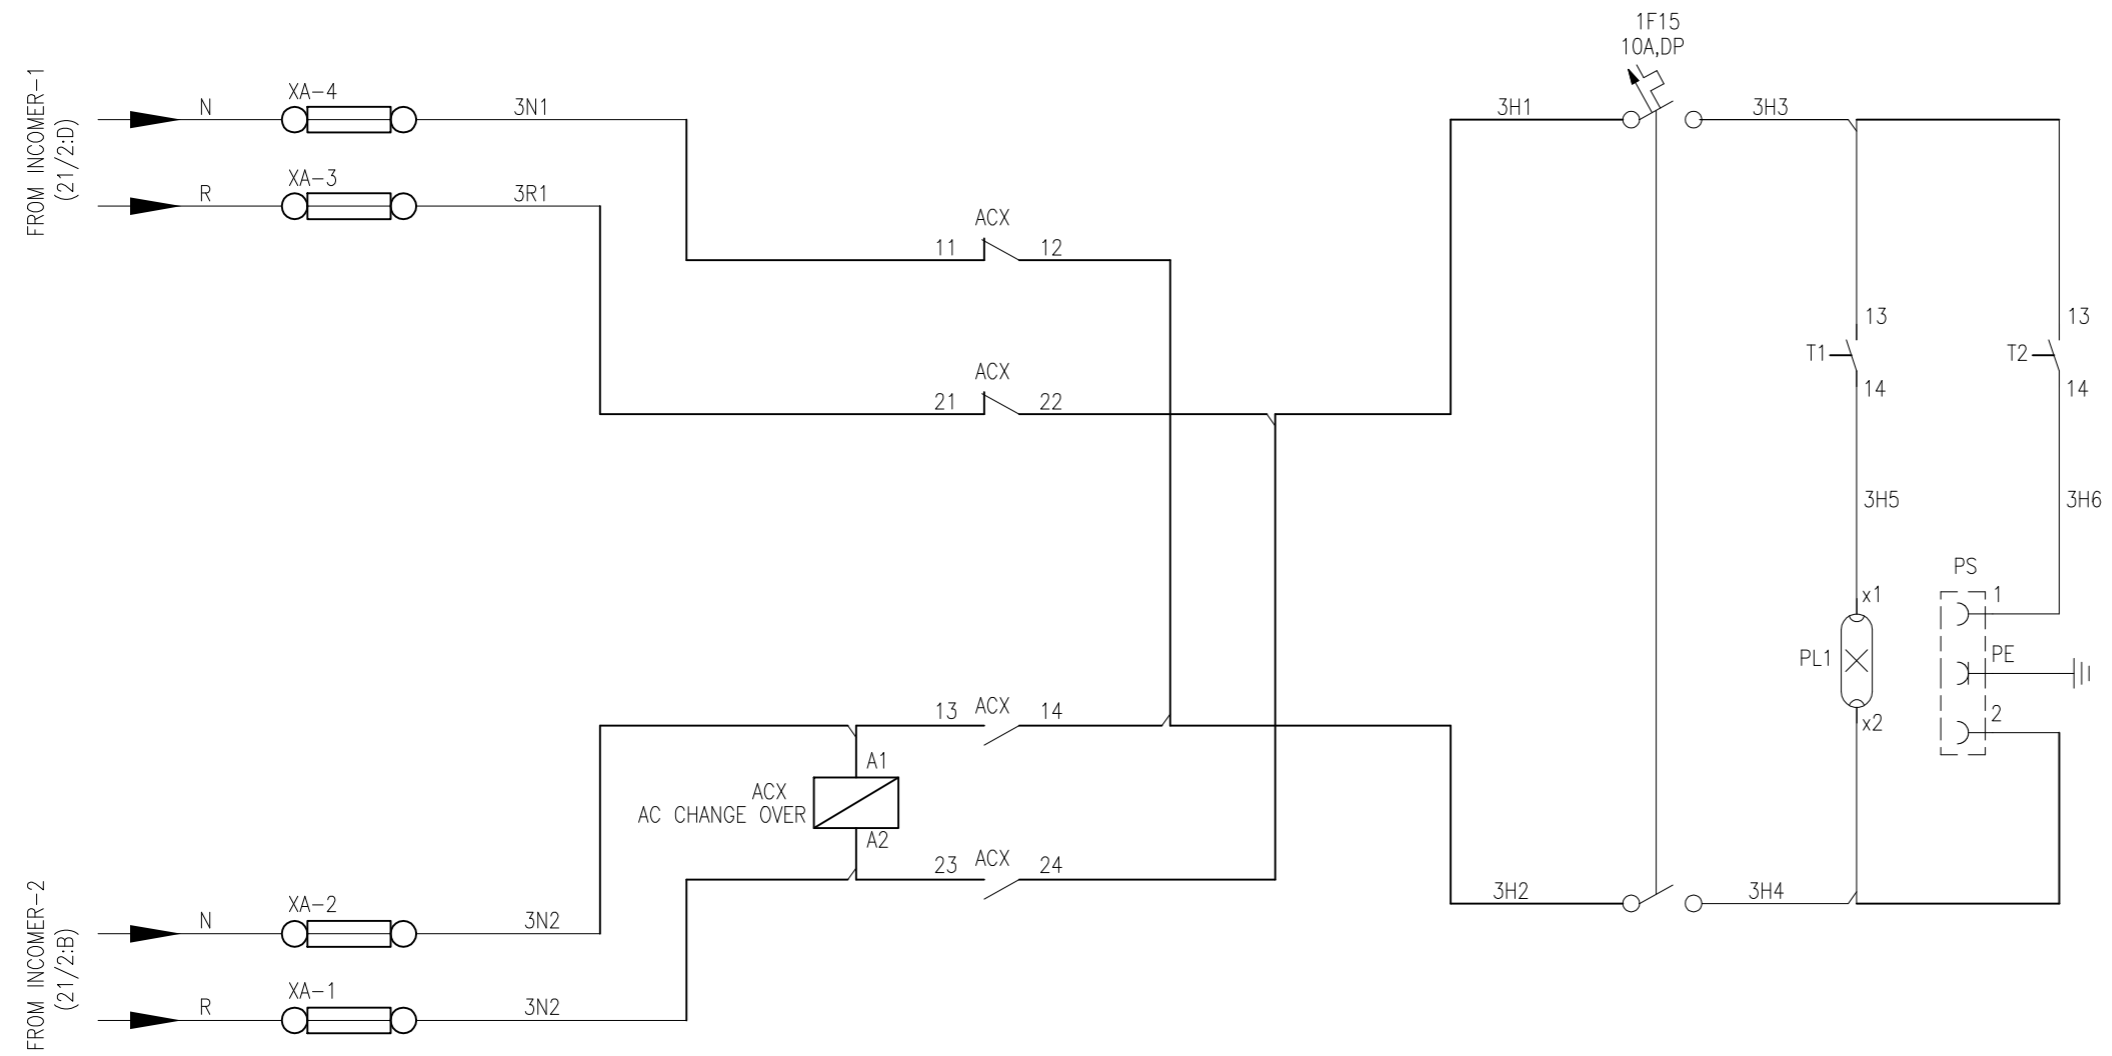 1F15
10A,DP
FROM INCOMER-1
(21/2:D)
N
XA-4
3N1
3H1
3H3
R
XA-3
3R1
ACX
11
12
ACX
21
22
13
T1
14
13
T2
14
3H5
3H6
PS
x1
1
PL1
PE
x2
2
13
ACX
14
A1
ACX
AC CHANGE OVER
A2
23
ACX
24
3H2
3H4
FROM INCOMER-2
(21/2:B)
N
XA-2
3N2
R
XA-1
3N2